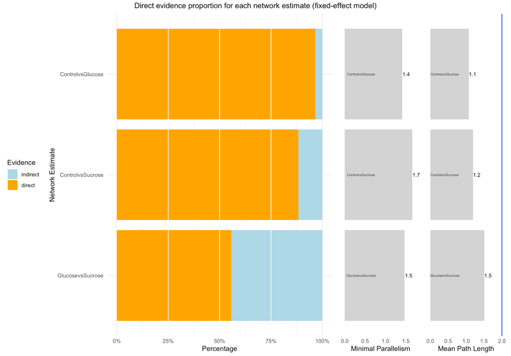 Direct evidence proportion for each network estimate (fixed-effect model)
Evidence
indirect
direct
Network Estimate
ControlvsGlucose
ControlvsGlucose
1.4
ControlvsGlucose
1.1
ControlvsSucrose
ControlvsSucrose
1.7
ControlvsSucrose
1.2
GlucosevsSucrose
GlucosevsSucrose
1.5
GlucosevsSucrose
1.5
0% 25% 50% 75% 100%
0.0 0.5 1.0 1.5
0.0 0.5 1.0 1.5 2.0
Percentage
Minimal Parallelism
Mean Path Length